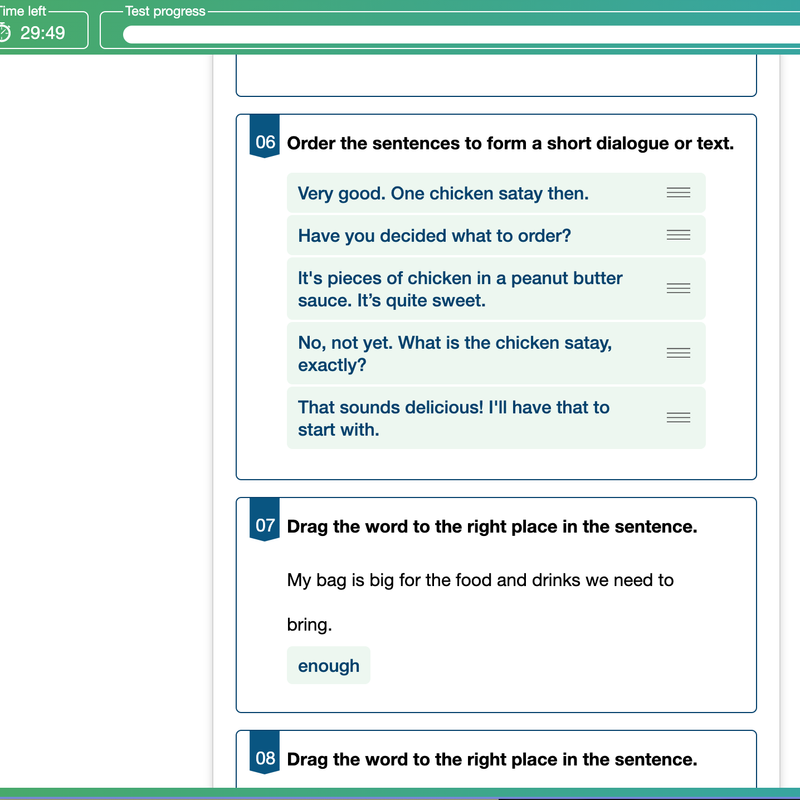 Time left
Test progress
29:49
06 Order the sentences to form a short dialogue or text.
Very good. One chicken satay then.
Have you decided what to order?
It's pieces of chicken in a peanut butter
sauce. It’s quite sweet.
No, not yet. What is the chicken satay,
exactly?
That sounds delicious! I'll have that to
start with.
07 Drag the word to the right place in the sentence.
My bag is big for the food and drinks we need to
bring.
enough
08 Drag the word to the right place in the sentence.